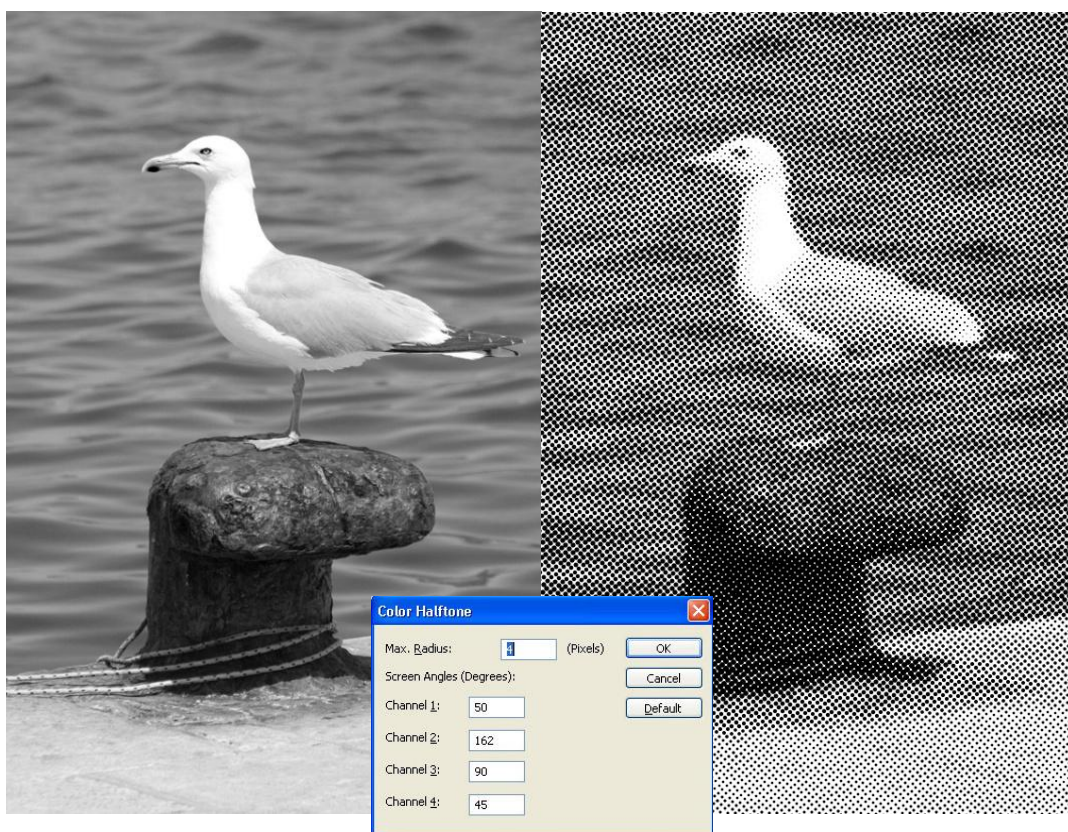 Color Halftone
Max. Radius: 4 (Pixels) OK
Screen Angles (Degrees): Cancel
Channel 1: 50 Default
Channel 2: 162
Channel 3: 90
Channel 4: 45